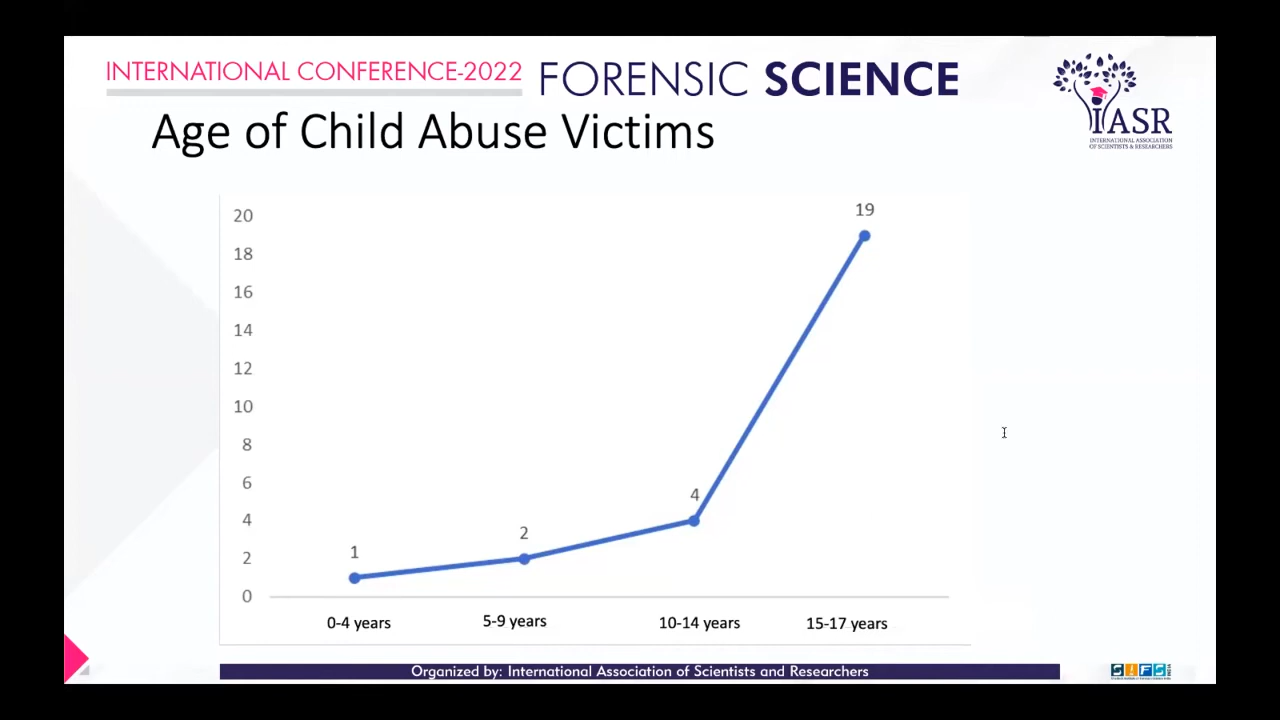 INTERNATIONAL CONFERENCE-2022 FORENSIC SCIENCE
IASR
INTERNATIONAL ASSOCIATION
OF SCIENTISTS & RESEARCHERS
Age of Child Abuse Victims
20
18
16
14
12
10
8
6
4
2
0
1
2
4
19
0-4 years
5-9 years
10-14 years
15-17 years
Organized by: International Association of Scientists and Researchers
SIFS